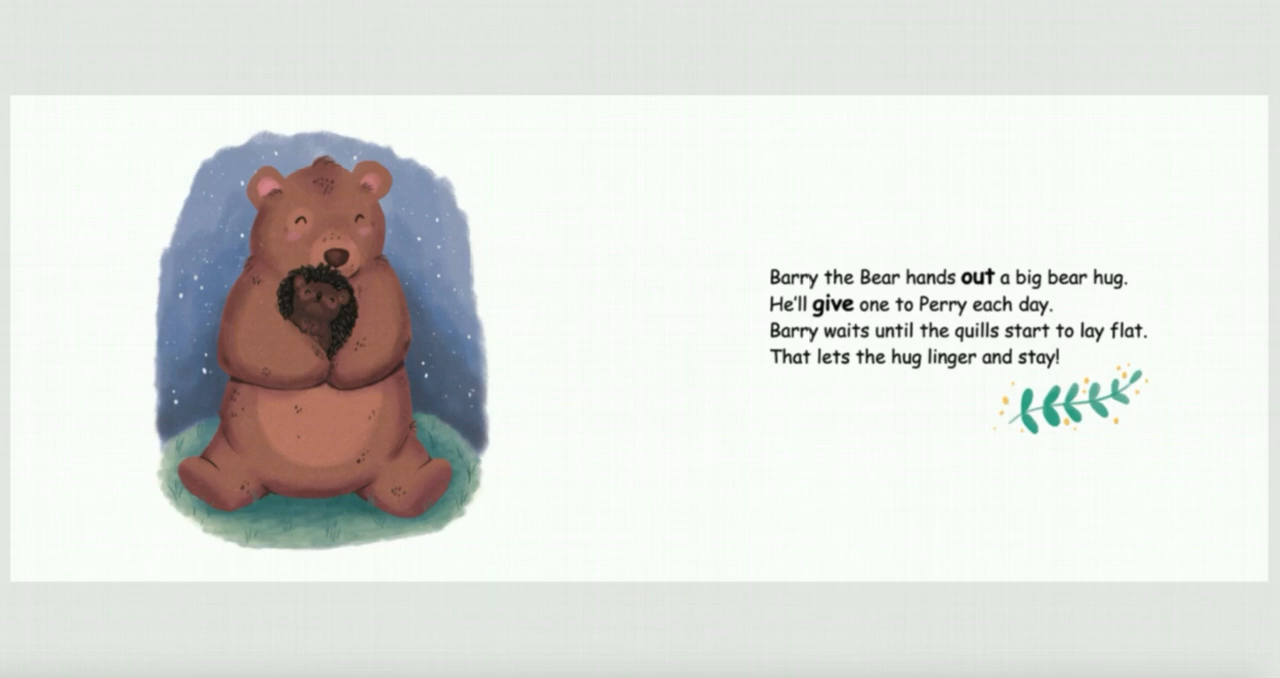 Barry the Bear hands out a big bear hug.
He'll give one to Perry each day.
Barry waits until the quills start to lay flat.
That lets the hug linger and stay!